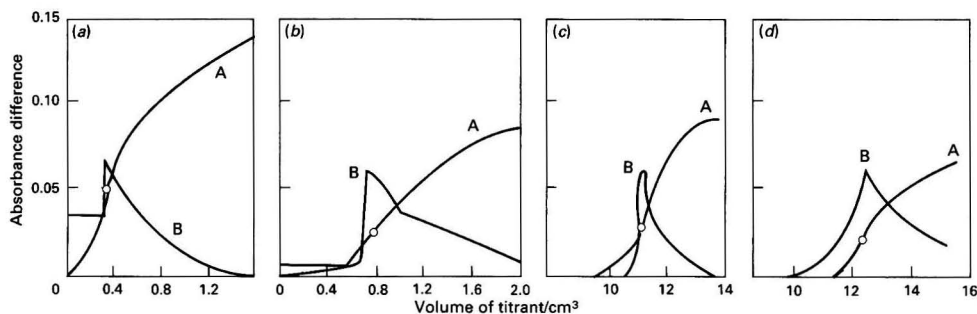 0.15
(a)
(b)
(c)
(d)
A
B
A
B
A
B
A
B
0.10
0.05
0
Absorbance difference
0 0.4 0.8 1.2
0 0.4 0.8 1.2 1.6 2.0
10 12 14
10 12 14 16
Volume of titrant/cm³